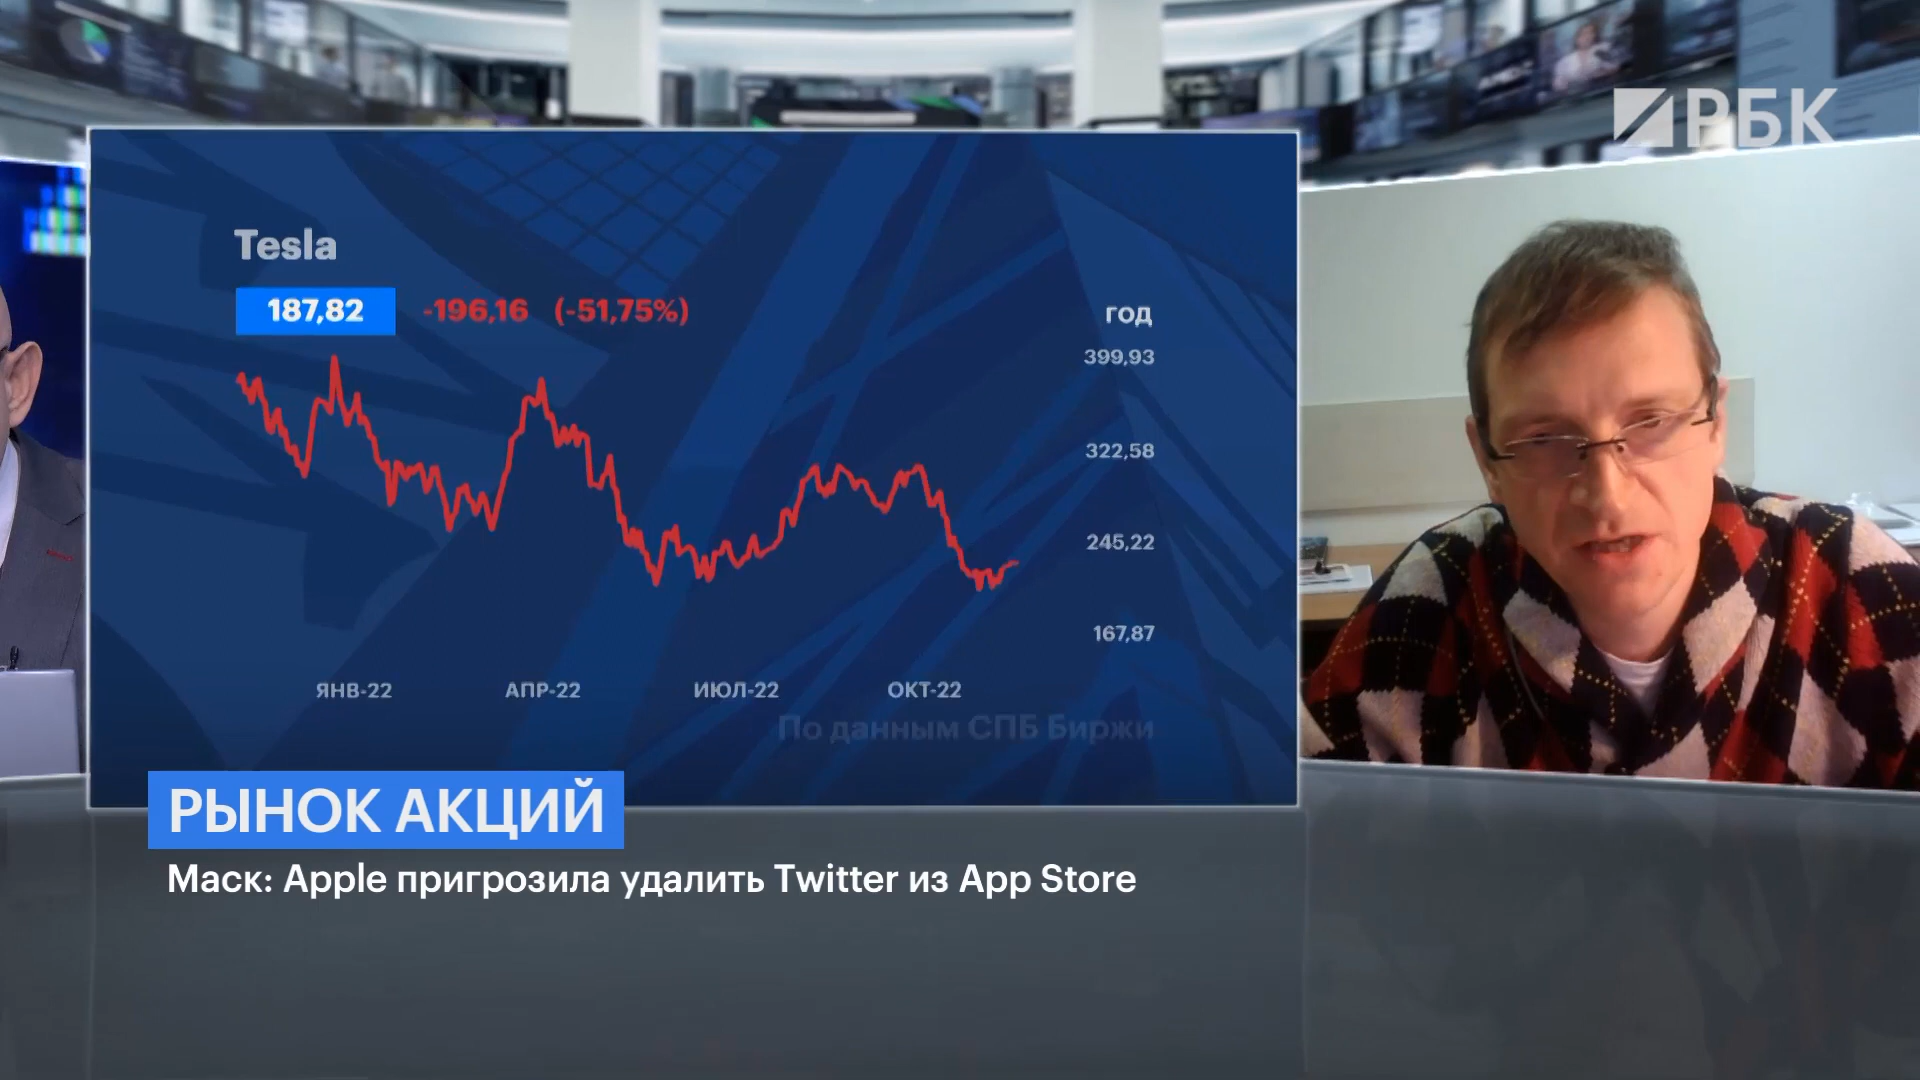 РБК
Tesla
187,82 -196,16 (-51,75%)
ГОД
399,93
322,58
245,22
167,87
ЯНВ-22 АПР-22 ИЮЛ-22 ОКТ-22
По данным СПБ Биржи
РЫНОК АКЦИЙ
Маск: Apple пригрозила удалить Twitter из App Store